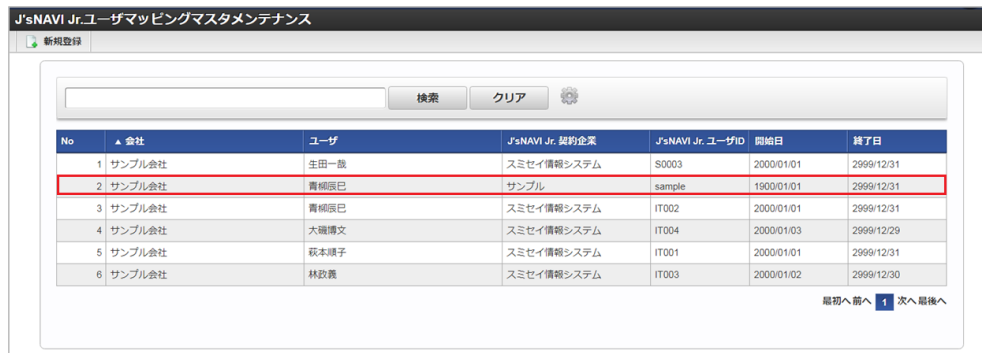 J'sNAVI Jr.ユーザマッピングマスタメンテナンス
新規登録
検索 クリア
No ▲ 会社 ユーザ J'sNAVI Jr. 契約企業 J'sNAVI Jr. ユーザID 開始日 終了日
1 サンプル会社 生田一哉 スミセイ情報システム S0003 2000/01/01 2999/12/31
2 サンプル会社 青柳辰巳 サンプル sample 1900/01/01 2999/12/31
3 サンプル会社 青柳辰巳 スミセイ情報システム IT002 2000/01/01 2999/12/31
4 サンプル会社 大磯博文 スミセイ情報システム IT004 2000/01/03 2999/12/29
5 サンプル会社 萩本順子 スミセイ情報システム IT001 2000/01/01 2999/12/31
6 サンプル会社 林政義 スミセイ情報システム IT003 2000/01/02 2999/12/30
最初へ 前へ 1 次へ 最後へ